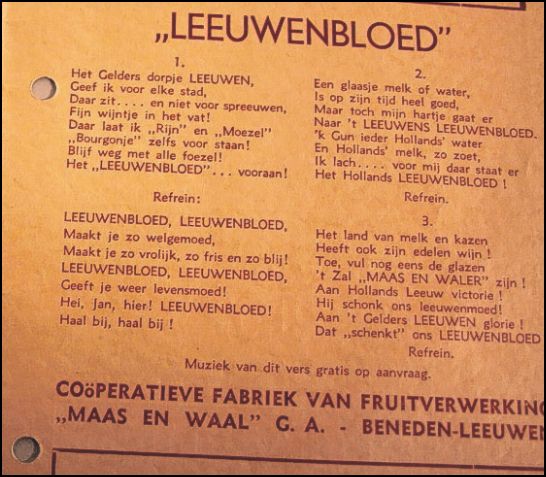 „LEEUWENBLOED”
1.
Het Gelders dorpje LEEUWEN,
Geef ik voor elke stad,
Daar zit.... en niet voor spreeuwen,
Fijn wijntje in het vat!
Daar laat ik „Rijn” en „Moezel”
„Bourgonje” zelfs voor staan!
Blijf weg met alle foezel!
Het „LEEUWENBLOED”... vooraan!
Refrein:
LEEUWENBLOED, LEEUWENBLOED,
Maakt je zo welgemoed,
Maakt je zo vrolijk, zo fris en zo blij!
LEEUWENBLOED, LEEUWENBLOED,
Geeft je weer levensmoed!
Hei, Jan, hier! LEEUWENBLOED!
Haal bij, haal bij!
2.
Een glaasje melk of water,
Is op zijn tijd heel goed,
Maar toch mijn hartje gaat er
Naar 't LEEUWENS LEEUWENBLOED.
'k Gun ieder Hollands' water
En Hollands' melk, zo zoet,
Ik lach.... voor mij daar staat er
Het Hollands LEEUWENBLOED!
Refrein.
3.
Het land van melk en kazen
Heeft ook zijn edelen wijn!
Toe, vul nog eens de glazen
't Zal „MAAS EN WALER” zijn!
Aan Hollands Leeuw victorie!
Hij schonk ons leeuwenmoed!
Aan 't Gelders LEEUWEN glorie!
Dat „schenkt” ons LEEUWENBLOED
Refrein.
Muziek van dit vers gratis op aanvraag.
COöPERATIEVE FABRIEK VAN FRUITVERWERKING
„MAAS EN WAAL” G. A. - BENEDEN-LEEUWEN